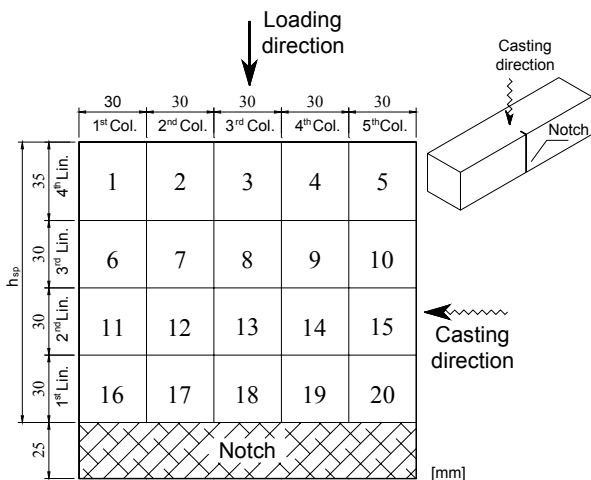 Loading
direction
Casting
direction
Notch
30 30 30 30 30
1st Col. 2nd Col. 3rd Col. 4th Col. 5th Col.
hsp
35 4th Lin. 1 2 3 4 5
30 3rd Lin. 6 7 8 9 10
30 2nd Lin. 11 12 13 14 15
Casting
direction
30 1st Lin. 16 17 18 19 20
25 Notch [mm]